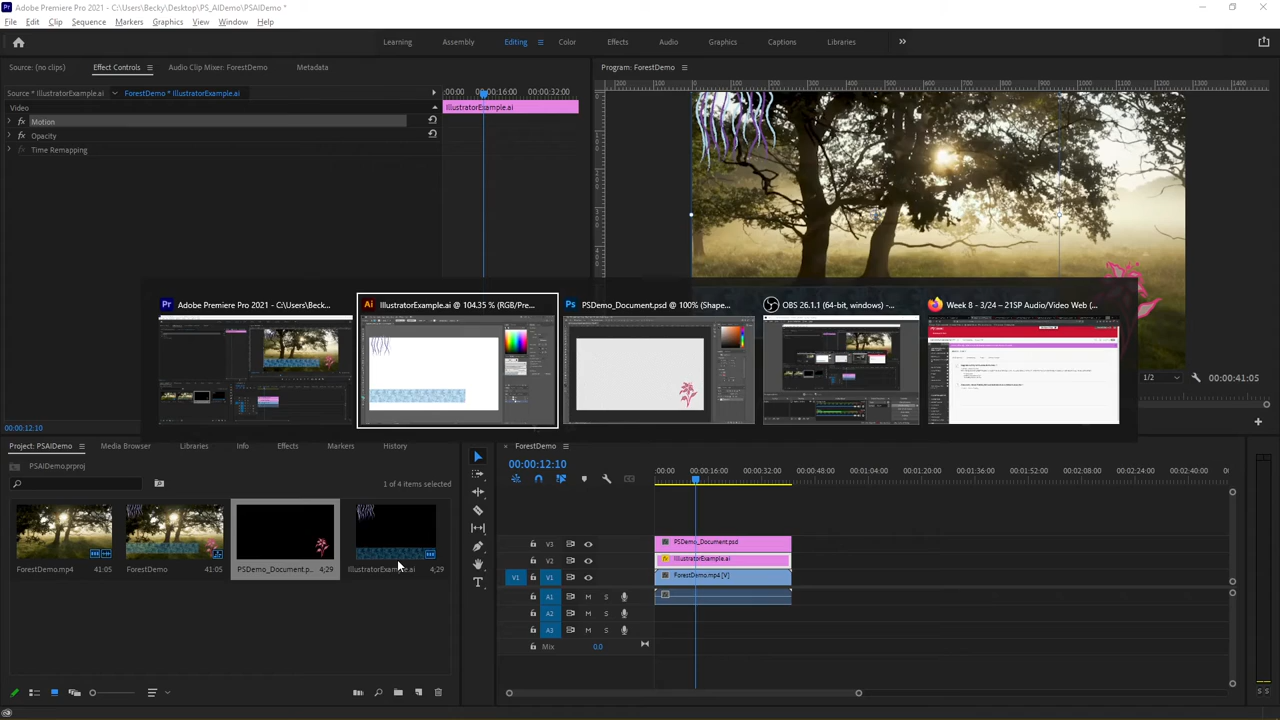 Pr Adobe Premiere Pro 2021 - C:\Users\Becky\Desktop\PS_AIDemo\PSAIDemo *
File Edit Clip Sequence Markers Graphics View Window Help
Learning Assembly Editing Color Effects Audio Graphics Captions Libraries
Source: (no clips) Effect Controls Audio Clip Mixer: ForestDemo Metadata
Program: ForestDemo
Source * IllustratorExample.ai ForestDemo * IllustratorExample.ai
:00:00 00:00:16:00 00:00:32:00
Video
IllustratorExample.ai
fx Motion
fx Opacity
fx Time Remapping
Pr Adobe Premiere Pro 2021 - C:\Users\Beck...
Ai IllustratorExample.ai @ 104.35 % (RGB/Pre...
Ps PSDemo_Document.psd @ 100% (Shape...
OBS 26.1.1 (64-bit, windows) -...
Week 8 - 3/24 – 21SP Audio/Video Web (...
1/2 00:00:41:05
00:00:12:10
Project: PSAIDemo Media Browser Libraries Info Effects Markers History
PSAIDemo.prproj
1 of 4 items selected
ForestDemo.mp4 41:05
ForestDemo 41:05
PSDemo_Document.p... 4;29
IllustratorExample.ai 4;29
ForestDemo
00:00:12:10
:00:00 00:00:16:00 00:00:32:00 00:00:48:00 00:01:04:00 00:01:20:00 00:01:36:00 00:01:52:00 00:02:08:00 00:02:24:00 00:02:40:00
V3 PSDemo_Document.psd
V2 IllustratorExample.ai
V1 V1 ForestDemo.mp4 [V]
A1 M S
A2 M S
A3 M S
Mix 0.0
S S